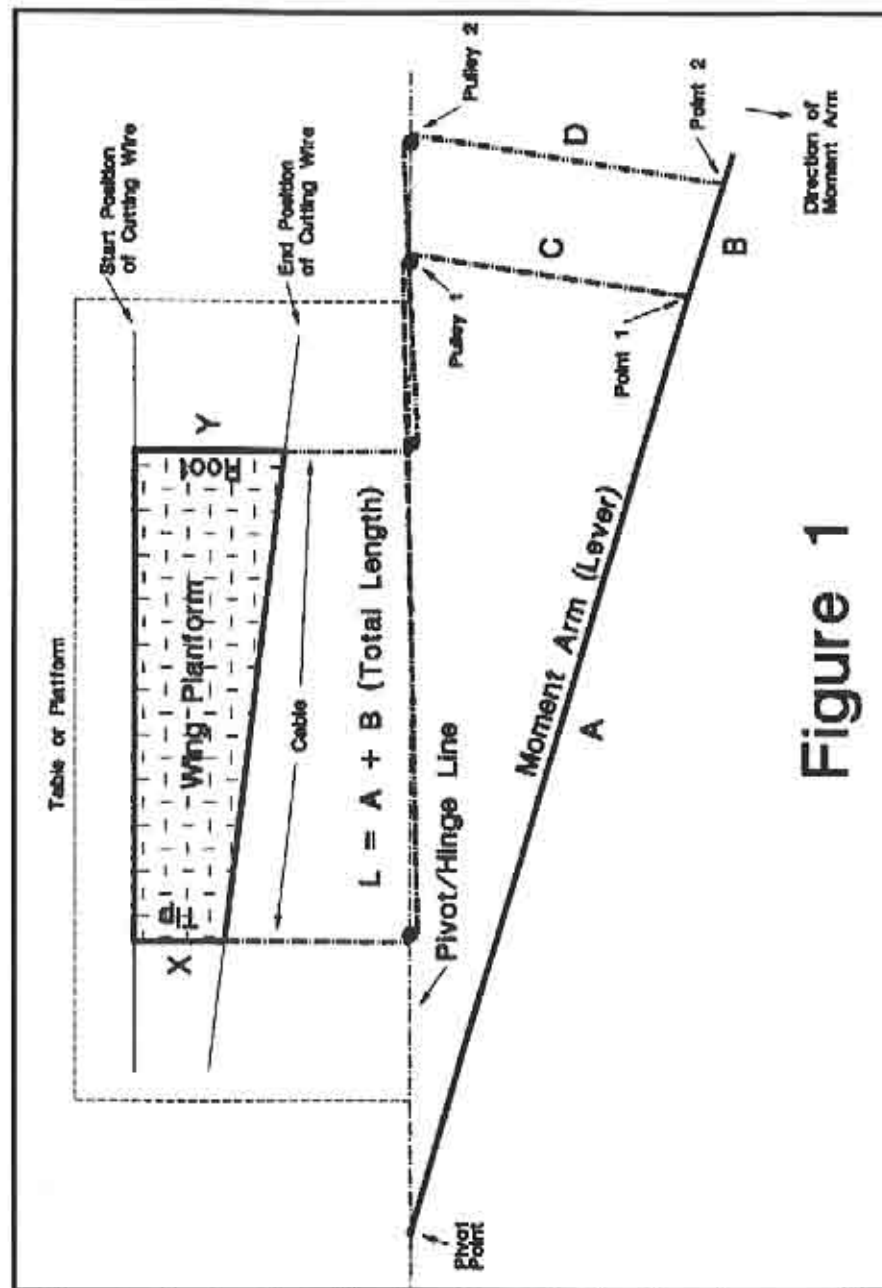 Table or Platform
Start Position
of Cutting Wire
X
Tip
Wing Planform
Root
Y
End Position
of Cutting Wire
Cable
L = A + B (Total Length)
Pivot/Hinge Line
Pulley 1
Pulley 2
Pivot
Point
Moment Arm (Lever)
A
C
D
Point 1
B
Point 2
Direction of
Moment Arm
Figure 1